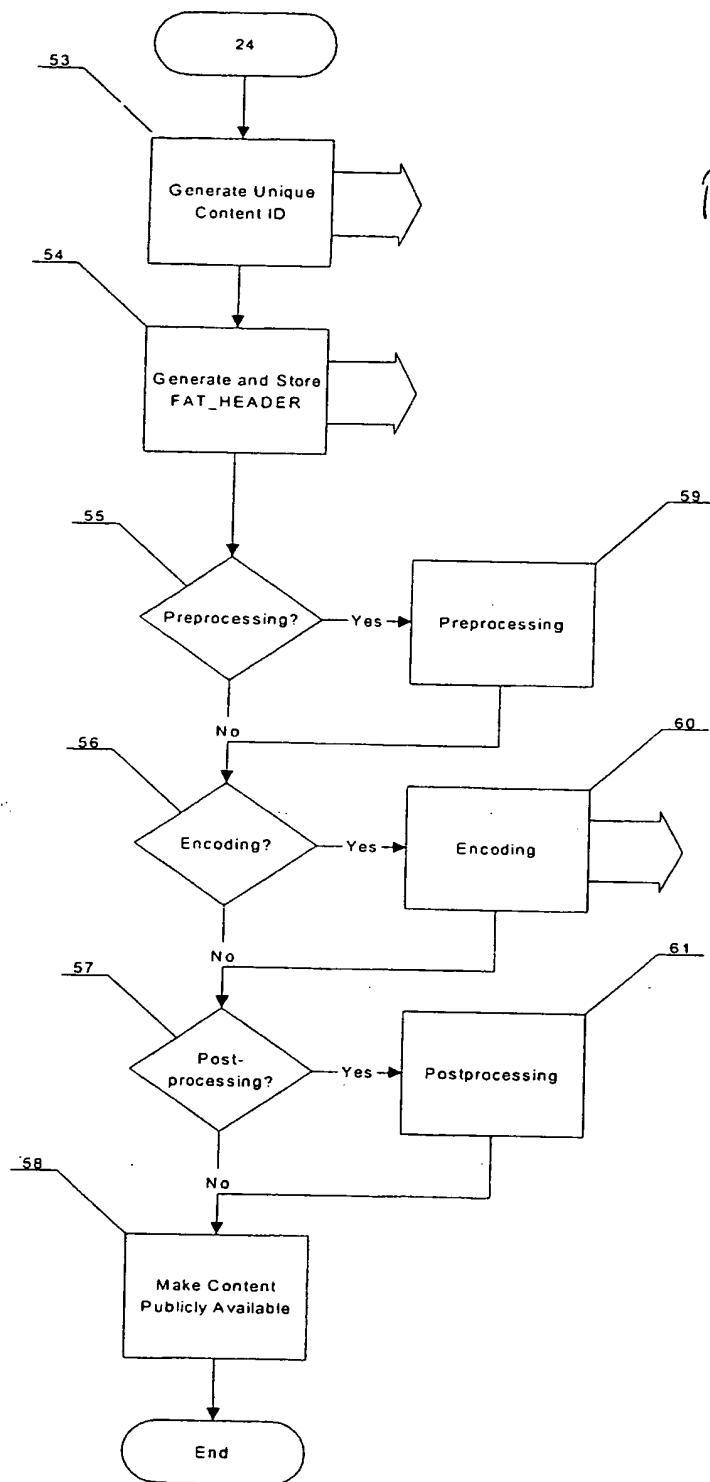 24
53
Generate Unique
Content ID
54
Generate and Store
FAT_HEADER
55
59
Preprocessing?
Yes
Preprocessing
No
56
60
Encoding?
Yes
Encoding
No
57
61
Post-
processing?
Yes
Postprocessing
No
58
Make Content
Publicly Available
End